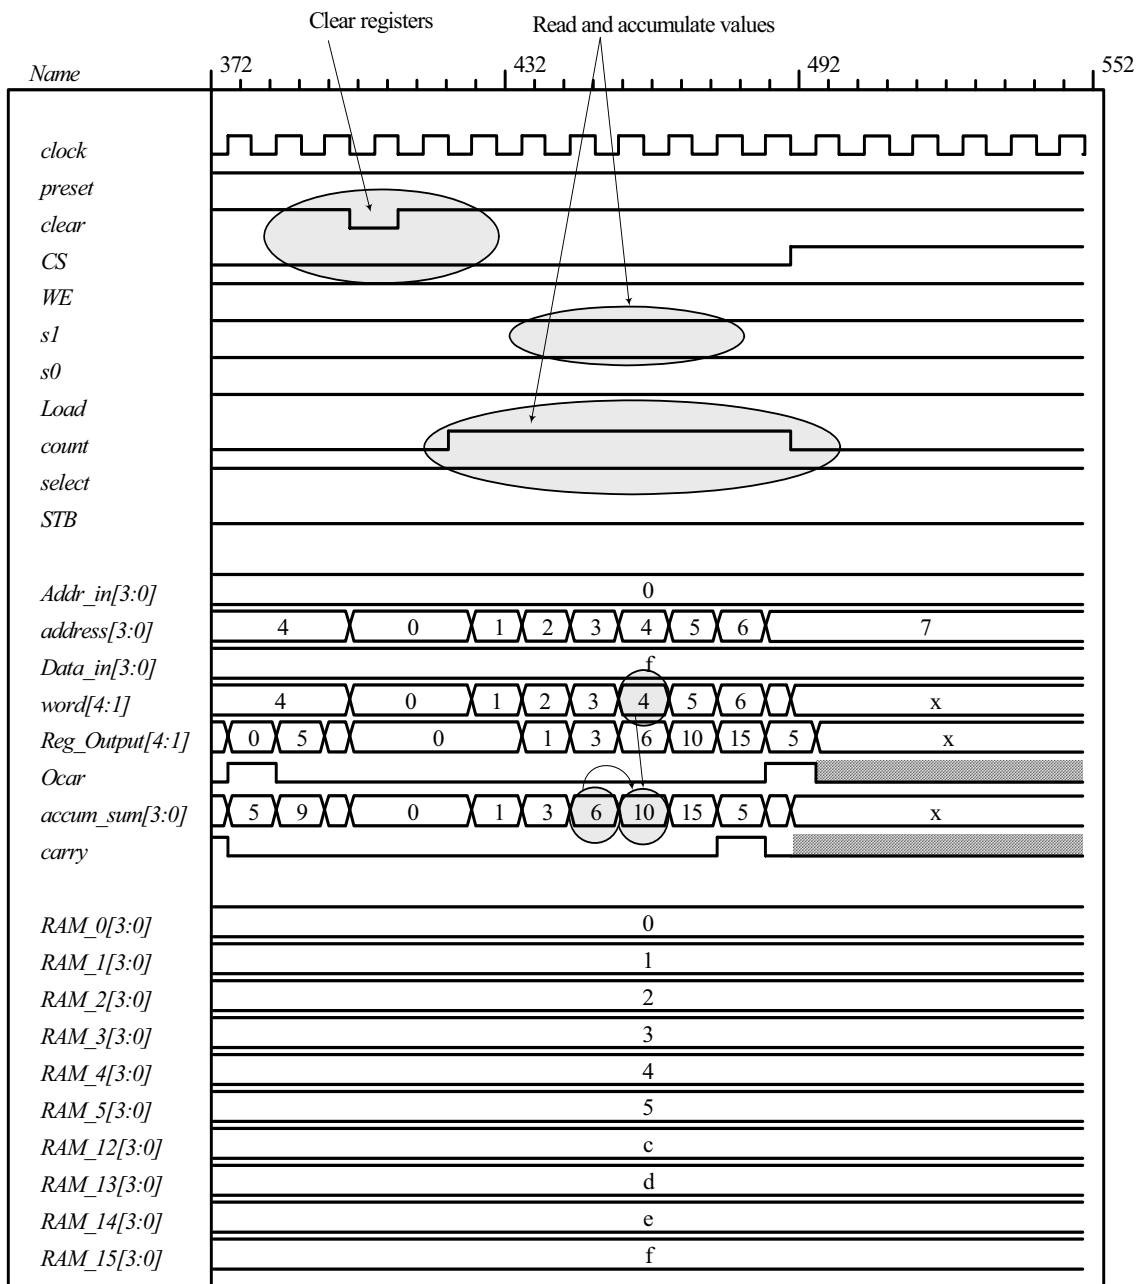 Clear registers Read and accumulate values
Name 372 432 492 552
clock
preset
clear
CS
WE
s1
s0
Load
count
select
STB
Addr_in[3:0] 0
address[3:0] 4 0 1 2 3 4 5 6 7
Data_in[3:0] f
word[4:1] 4 0 1 2 3 4 5 6 x
Reg_Output[4:1] 0 5 0 1 3 6 10 15 5 x
Ocar
accum_sum[3:0] 5 9 0 1 3 6 10 15 5 x
carry
RAM_0[3:0] 0
RAM_1[3:0] 1
RAM_2[3:0] 2
RAM_3[3:0] 3
RAM_4[3:0] 4
RAM_5[3:0] 5
RAM_12[3:0] c
RAM_13[3:0] d
RAM_14[3:0] e
RAM_15[3:0] f